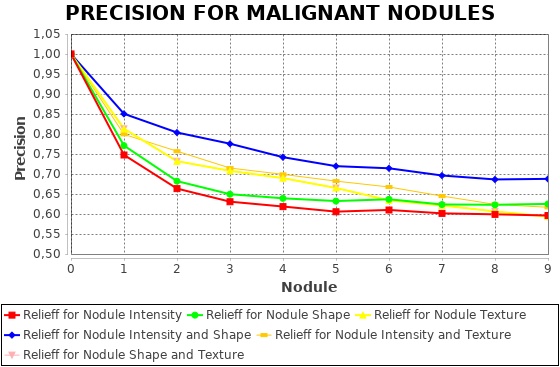 PRECISION FOR MALIGNANT NODULES
1,05
1,00
0,95
0,90
0,85
0,80
0,75
0,70
0,65
0,60
0,55
0,50
Precision
0 1 2 3 4 5 6 7 8 9
Nodule
Relieff for Nodule Intensity Relieff for Nodule Shape Relieff for Nodule Texture
Relieff for Nodule Intensity and Shape Relieff for Nodule Intensity and Texture
Relieff for Nodule Shape and Texture